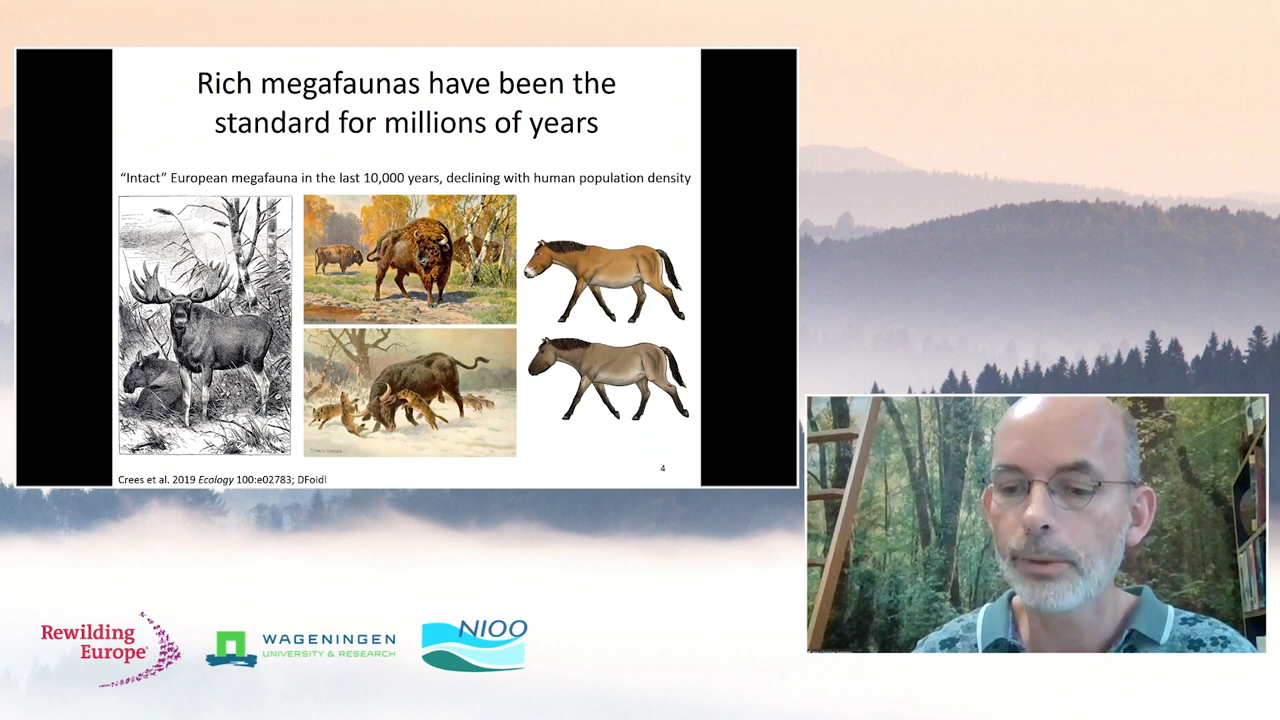 Rich megafaunas have been the
standard for millions of years
“Intact” European megafauna in the last 10,000 years, declining with human population density
4
Crees et al. 2019 Ecology 100:e02783; DFoidl
Rewilding
Europe
WAGENINGEN
UNIVERSITY & RESEARCH
NIOO